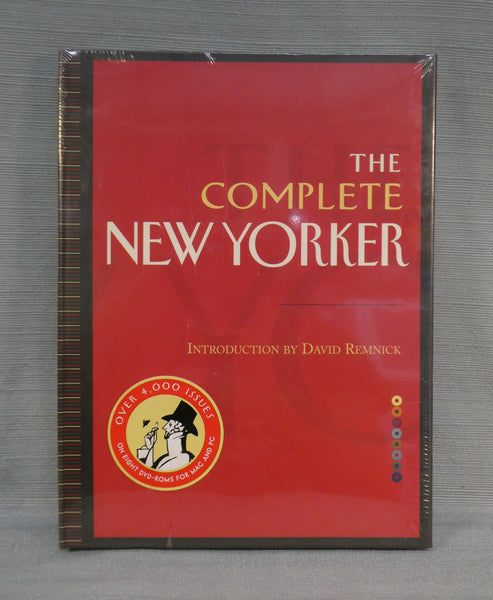 THE
COMPLETE
NEW YORKER
INTRODUCTION BY DAVID REMNICK
OVER 4,000 ISSUES
ON EIGHT DVD-ROMS FOR MAC AND PC